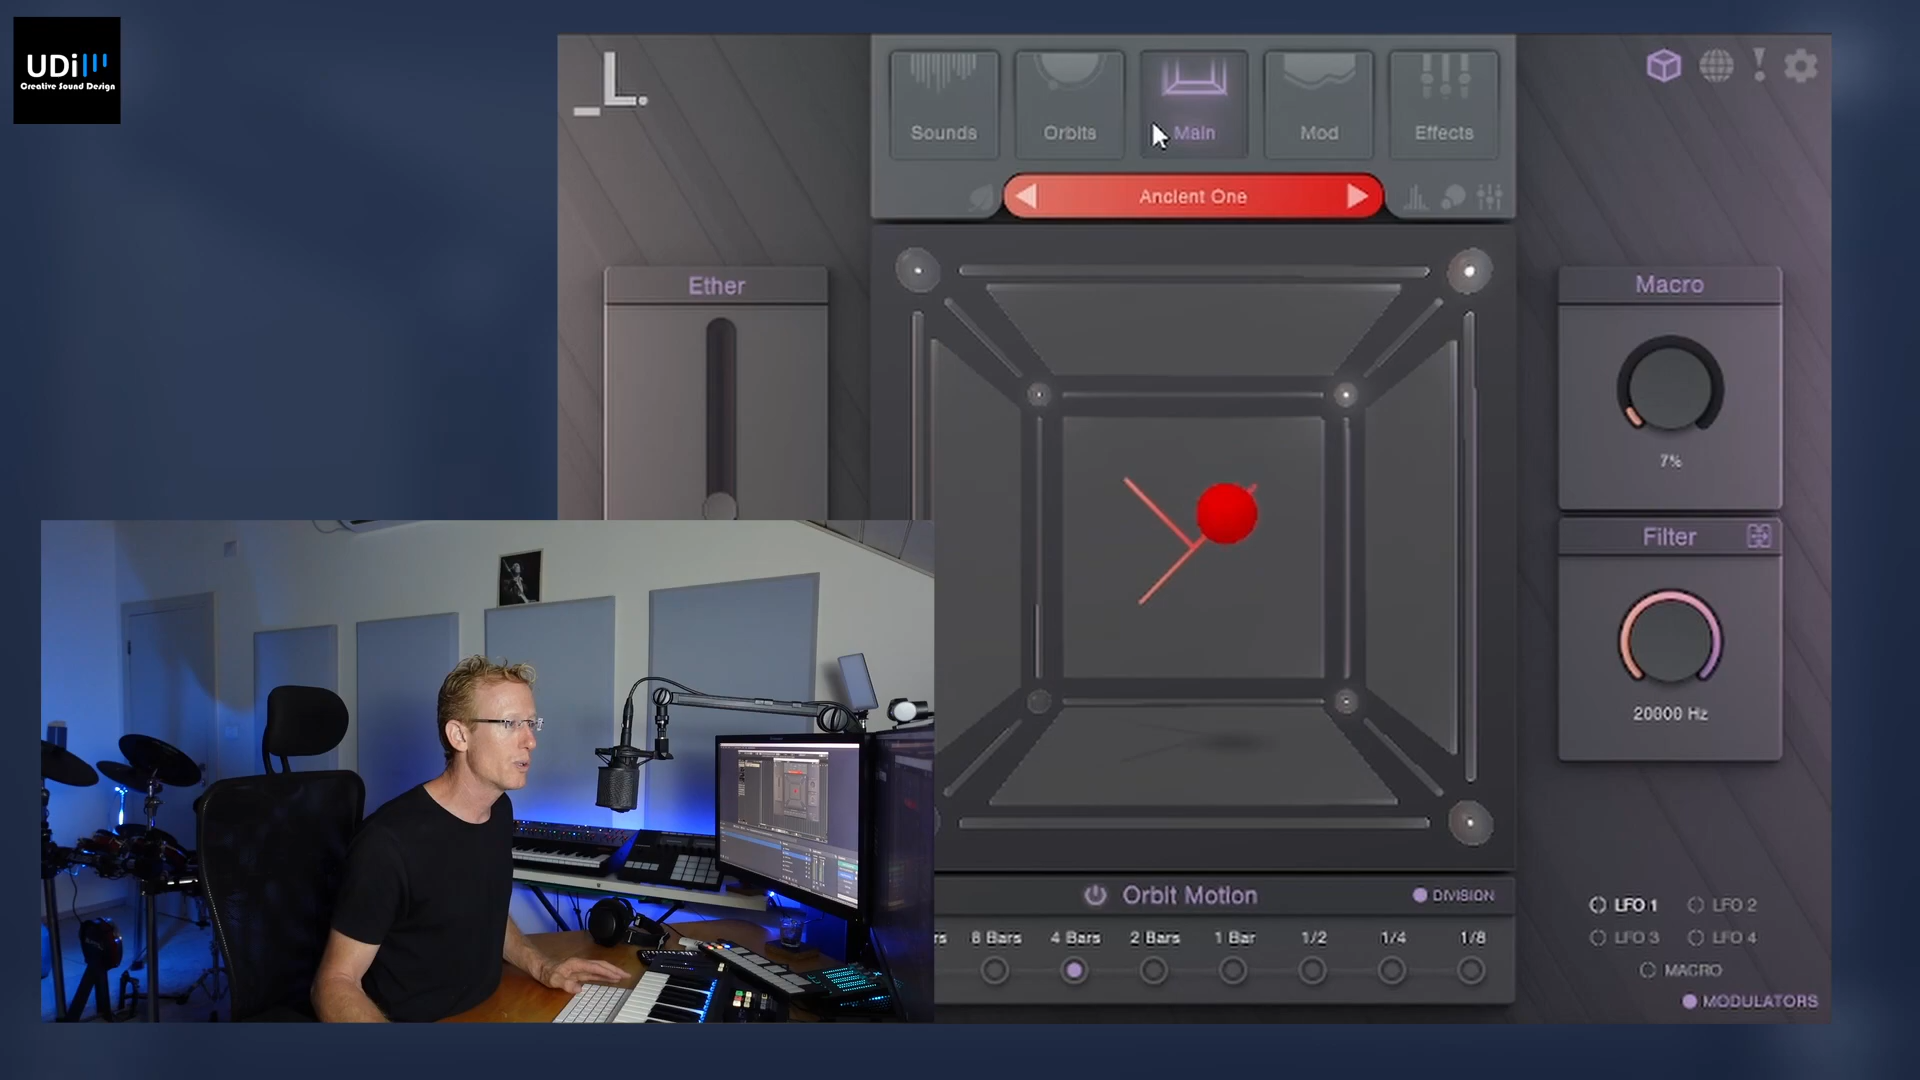 UDi
Creative Sound Design
_L.
Sounds
Orbits
Main
Mod
Effects
Ancient One
Ether
Macro
7%
Filter
20000 Hz
Orbit Motion
DIVISION
rs
8 Bars
4 Bars
2 Bars
1 Bar
1/2
1/4
1/8
LFO 1
LFO 2
LFO 3
LFO 4
MACRO
MODULATORS